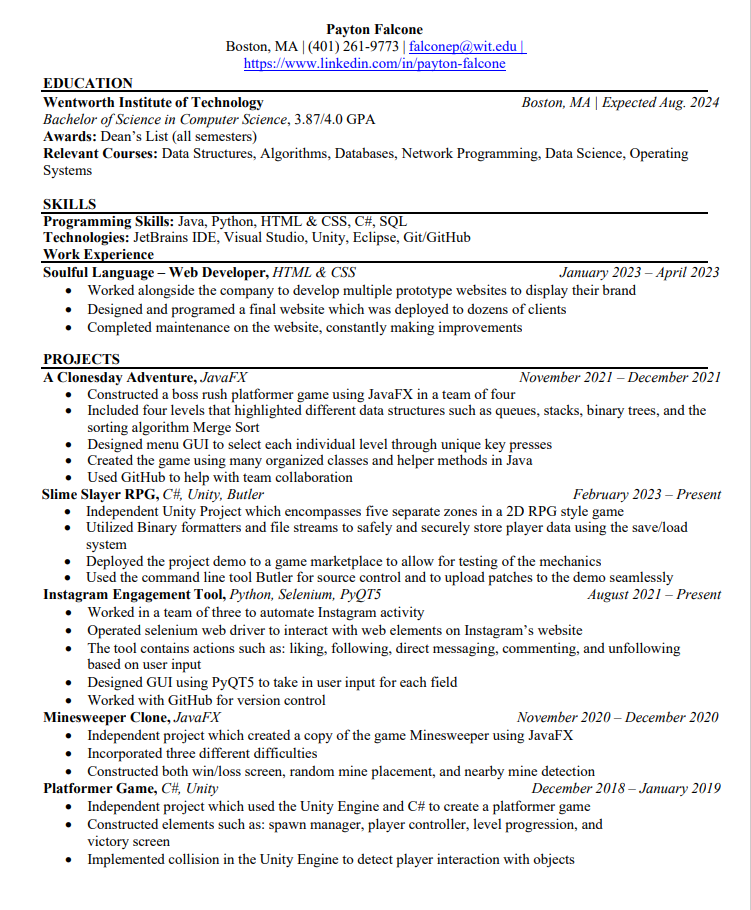 Payton Falcone
Boston, MA | (401) 261-9773 | falconep@wit.edu |
https://www.linkedin.com/in/payton-falcone
EDUCATION
Wentworth Institute of Technology Boston, MA | Expected Aug. 2024
Bachelor of Science in Computer Science, 3.87/4.0 GPA
Awards: Dean's List (all semesters)
Relevant Courses: Data Structures, Algorithms, Databases, Network Programming, Data Science, Operating
Systems
SKILLS
Programming Skills: Java, Python, HTML & CSS, C#, SQL
Technologies: JetBrains IDE, Visual Studio, Unity, Eclipse, Git/GitHub
Work Experience
Soulful Language – Web Developer, HTML & CSS January 2023 – April 2023
• Worked alongside the company to develop multiple prototype websites to display their brand
• Designed and programed a final website which was deployed to dozens of clients
• Completed maintenance on the website, constantly making improvements
PROJECTS
A Clonesday Adventure, JavaFX November 2021 – December 2021
• Constructed a boss rush platformer game using JavaFX in a team of four
• Included four levels that highlighted different data structures such as queues, stacks, binary trees, and the
sorting algorithm Merge Sort
• Designed menu GUI to select each individual level through unique key presses
• Created the game using many organized classes and helper methods in Java
• Used GitHub to help with team collaboration
Slime Slayer RPG, C#, Unity, Butler February 2023 – Present
• Independent Unity Project which encompasses five separate zones in a 2D RPG style game
• Utilized Binary formatters and file streams to safely and securely store player data using the save/load
system
• Deployed the project demo to a game marketplace to allow for testing of the mechanics
• Used the command line tool Butler for source control and to upload patches to the demo seamlessly
Instagram Engagement Tool, Python, Selenium, PyQT5 August 2021 – Present
• Worked in a team of three to automate Instagram activity
• Operated selenium web driver to interact with web elements on Instagram's website
• The tool contains actions such as: liking, following, direct messaging, commenting, and unfollowing
based on user input
• Designed GUI using PyQT5 to take in user input for each field
• Worked with GitHub for version control
Minesweeper Clone, JavaFX November 2020 – December 2020
• Independent project which created a copy of the game Minesweeper using JavaFX
• Incorporated three different difficulties
• Constructed both win/loss screen, random mine placement, and nearby mine detection
Platformer Game, C#, Unity December 2018 – January 2019
• Independent project which used the Unity Engine and C# to create a platformer game
• Constructed elements such as: spawn manager, player controller, level progression, and
victory screen
• Implemented collision in the Unity Engine to detect player interaction with objects